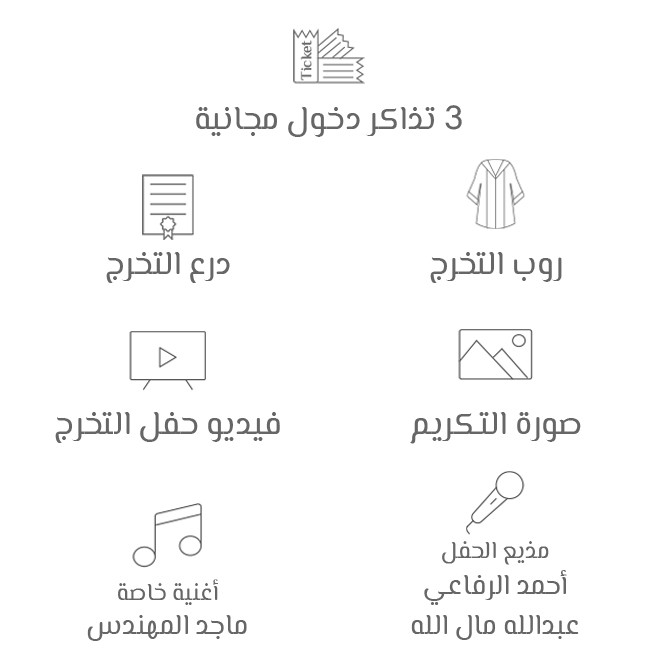 Ticket
3 تذاكر دخول مجانية
روب التخرج
درع التخرج
صورة التكريم
فيديو حفل التخرج
مذيع الحفل
أحمد الرفاعي
عبدالله مال الله
أغنية خاصة
ماجد المهندس